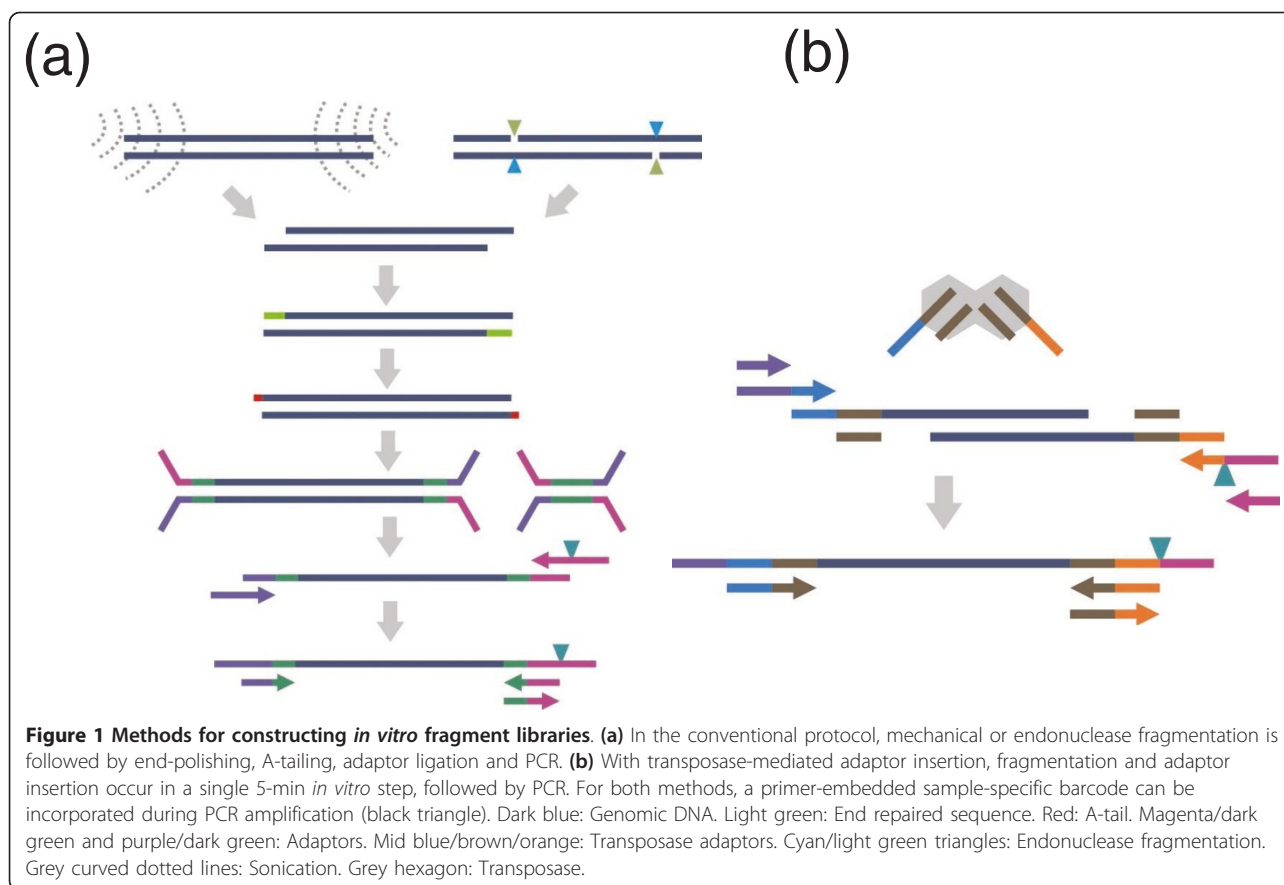 (a)
(b)
Figure 1 Methods for constructing in vitro fragment libraries. (a) In the conventional protocol, mechanical or endonuclease fragmentation is
followed by end-polishing, A-tailing, adaptor ligation and PCR. (b) With transposase-mediated adaptor insertion, fragmentation and adaptor
insertion occur in a single 5-min in vitro step, followed by PCR. For both methods, a primer-embedded sample-specific barcode can be
incorporated during PCR amplification (black triangle). Dark blue: Genomic DNA. Light green: End repaired sequence. Red: A-tail. Magenta/dark
green and purple/dark green: Adaptors. Mid blue/brown/orange: Transposase adaptors. Cyan/light green triangles: Endonuclease fragmentation.
Grey curved dotted lines: Sonication. Grey hexagon: Transposase.